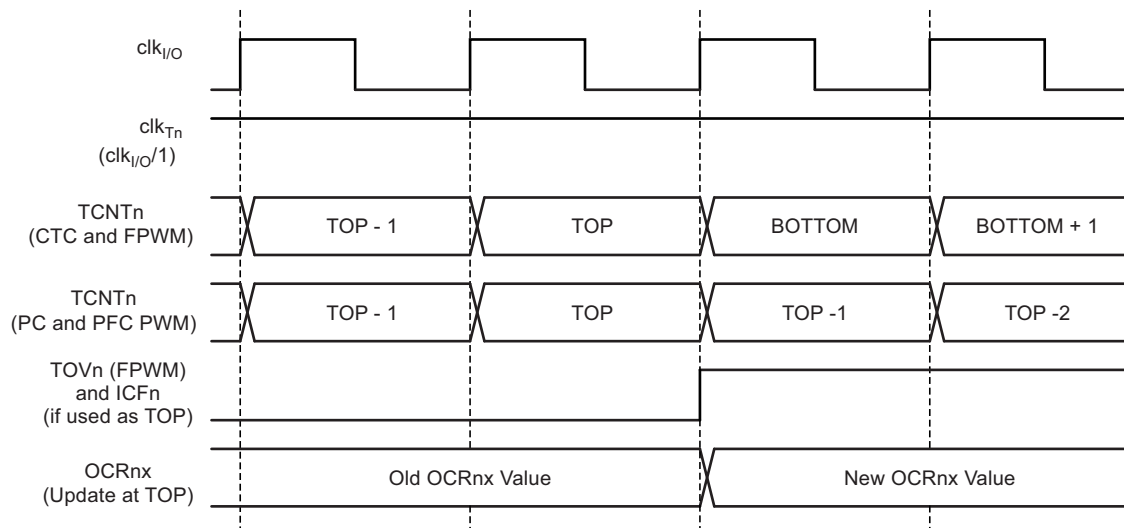 clkI/O
clkTn
(clkI/O/1)
TCNTn
(CTC and FPWM)
TOP - 1
TOP
BOTTOM
BOTTOM + 1
TCNTn
(PC and PFC PWM)
TOP - 1
TOP
TOP -1
TOP -2
TOVn (FPWM)
and ICFn
(if used as TOP)
OCRnx
(Update at TOP)
Old OCRnx Value
New OCRnx Value